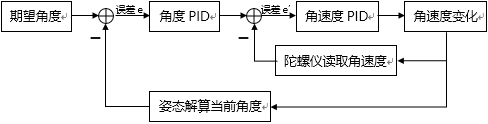 期望角度
误差 e
角度 PID
误差 e'
角速度 PID
角速度变化
陀螺仪读取角速度
姿态解算当前角度